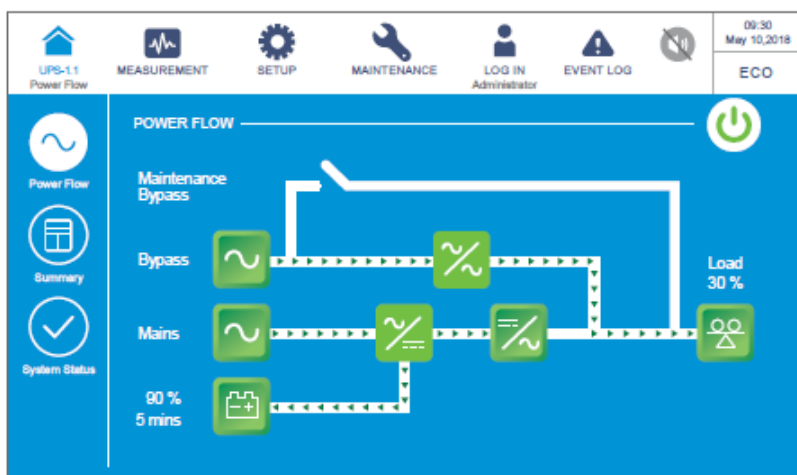 09:30
May 10,2018
UPS-1.1
Power Flow
MEASUREMENT
SETUP
MAINTENANCE
LOG IN
Administrator
EVENT LOG
ECO
POWER FLOW
Power Flow
Maintenance
Bypass
Summary
Bypass
Load
30 %
Mains
System Status
90 %
5 mins